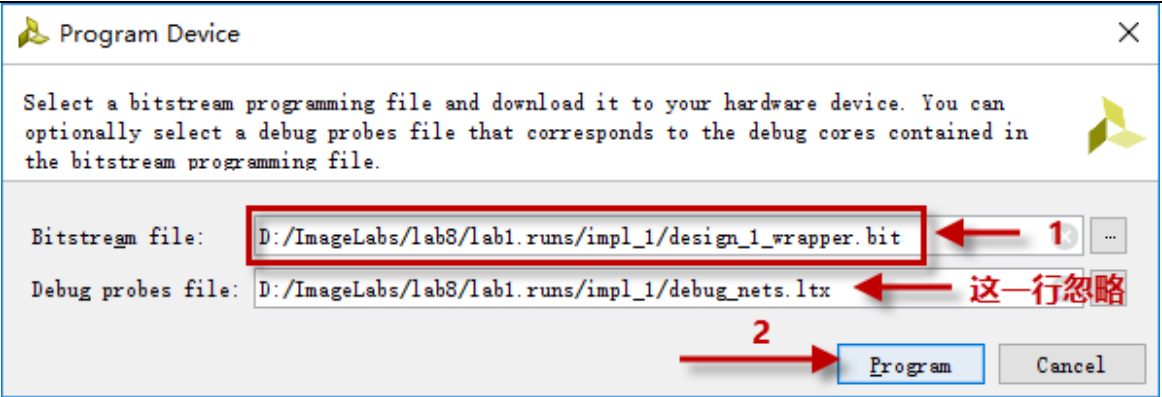 Program Device
Select a bitstream programming file and download it to your hardware device. You can
optionally select a debug probes file that corresponds to the debug cores contained in
the bitstream programming file.
Bitstream file: D:/ImageLabs/lab8/lab1.runs/impl_1/design_1_wrapper.bit 1 ...
Debug probes file: D:/ImageLabs/lab8/lab1.runs/impl_1/debug_nets.ltx 这一行忽略
2
Program Cancel